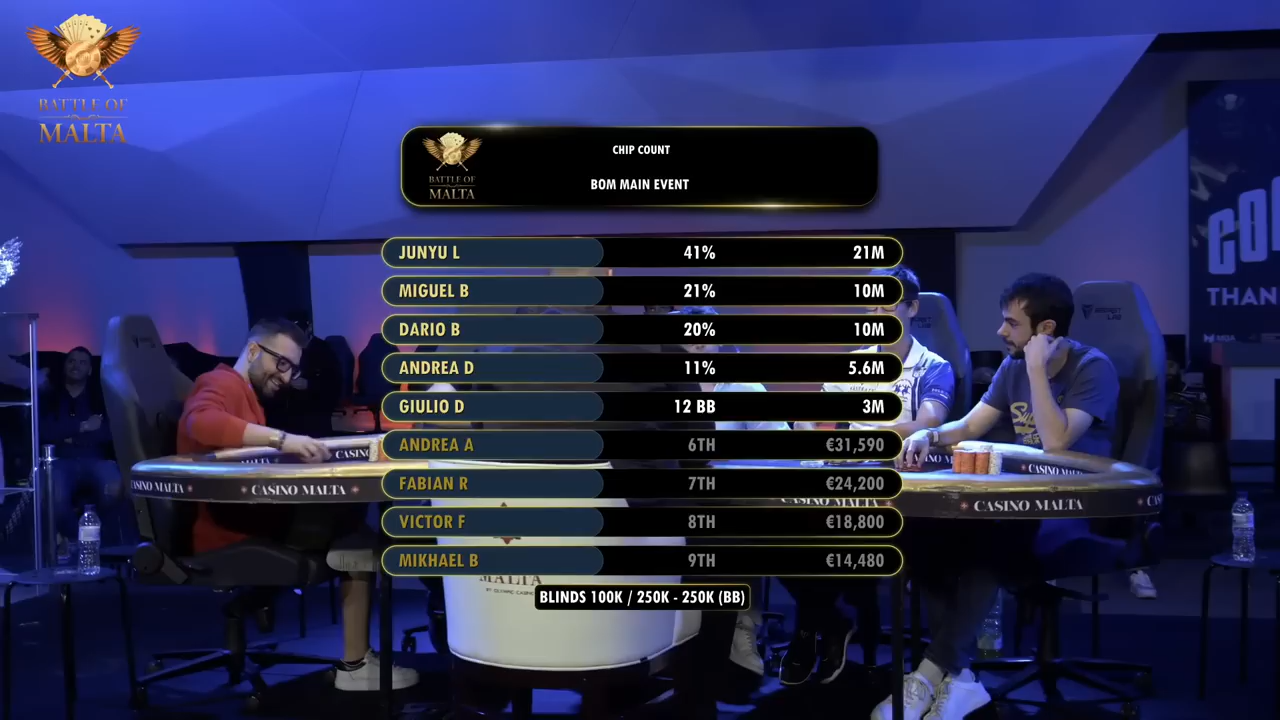 BATTLE OF
MALTA
BATTLE OF
MALTA
CHIP COUNT
BOM MAIN EVENT
JUNYU L 41% 21M
MIGUEL B 21% 10M
DARIO B 20% 10M
ANDREA D 11% 5.6M
GIULIO D 12 BB 3M
ANDREA A 6TH €31,590
FABIAN R 7TH €24,200
VICTOR F 8TH €18,800
MIKHAEL B 9TH €14,480
BLINDS 100K / 250K - 250K (BB)
THAN
CASINO MALTA
CASINO MALTA
CASINO MALTA
MALTA